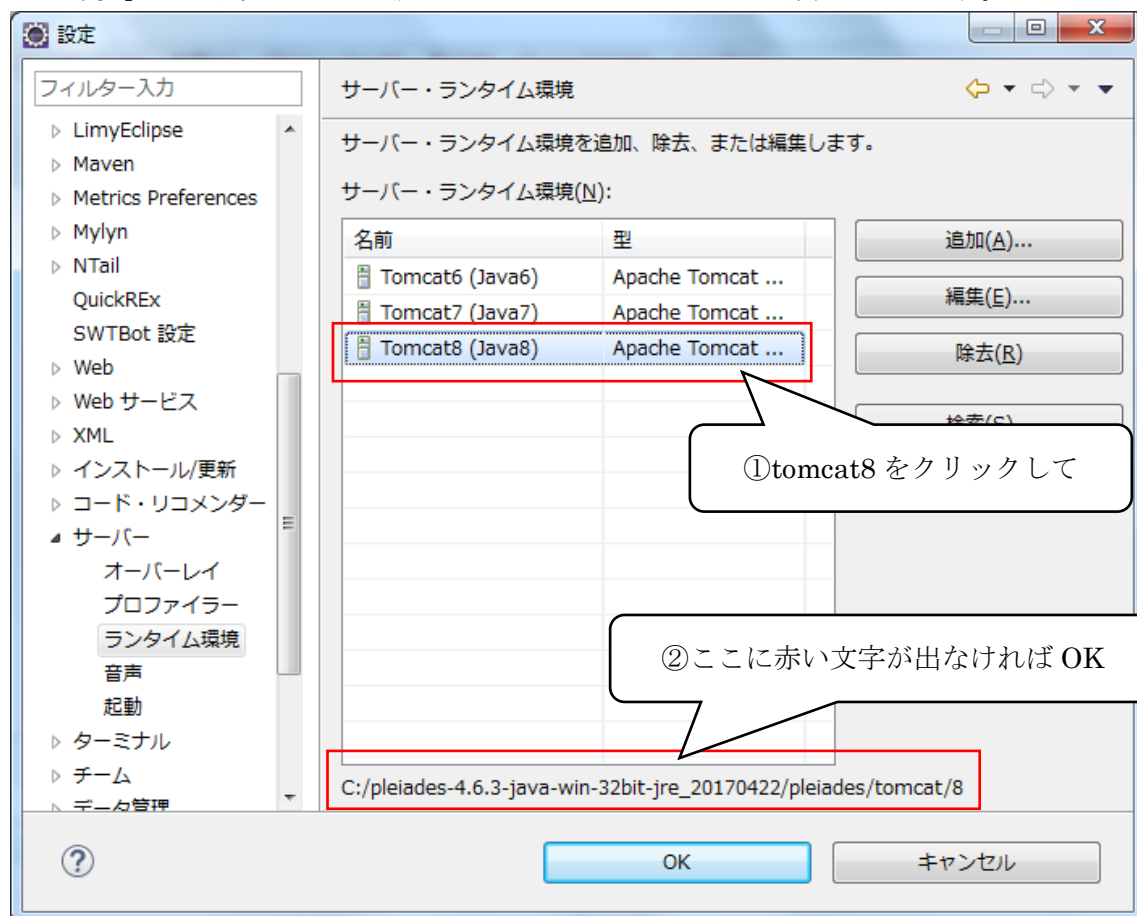 設定
フィルター入力
LimyEclipse
Maven
Metrics Preferences
Mylyn
NTail
QuickREx
SWTBot 設定
Web
Web サービス
XML
インストール/更新
コード・リコメンダー
サーバー
オーバーレイ
プロファイラー
ランタイム環境
音声
起動
ターミナル
チーム
データ管理
サーバー・ランタイム環境
サーバー・ランタイム環境を追加、除去、または編集します。
サーバー・ランタイム環境(N):
名前 型
Tomcat6 (Java6) Apache Tomcat ...
Tomcat7 (Java7) Apache Tomcat ...
Tomcat8 (Java8) Apache Tomcat ...
追加(A)...
編集(E)...
除去(R)
①tomcat8 をクリックして
②ここに赤い文字が出なければ OK
C:/pleiades-4.6.3-java-win-32bit-jre_20170422/pleiades/tomcat/8
OK
キャンセル